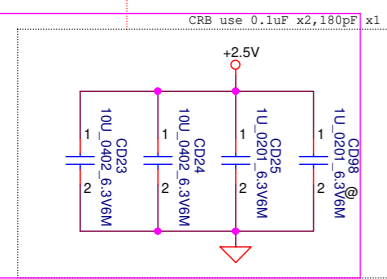 CRB use 0.1uF x2,180pF x1
+2.5V
1
2
CD23
10U_0402_6.3V6M
1
2
CD24
10U_0402_6.3V6M
1
2
CD25
1U_0201_6.3V6M
1
2
CD98
1U_0201_6.3V6M
@